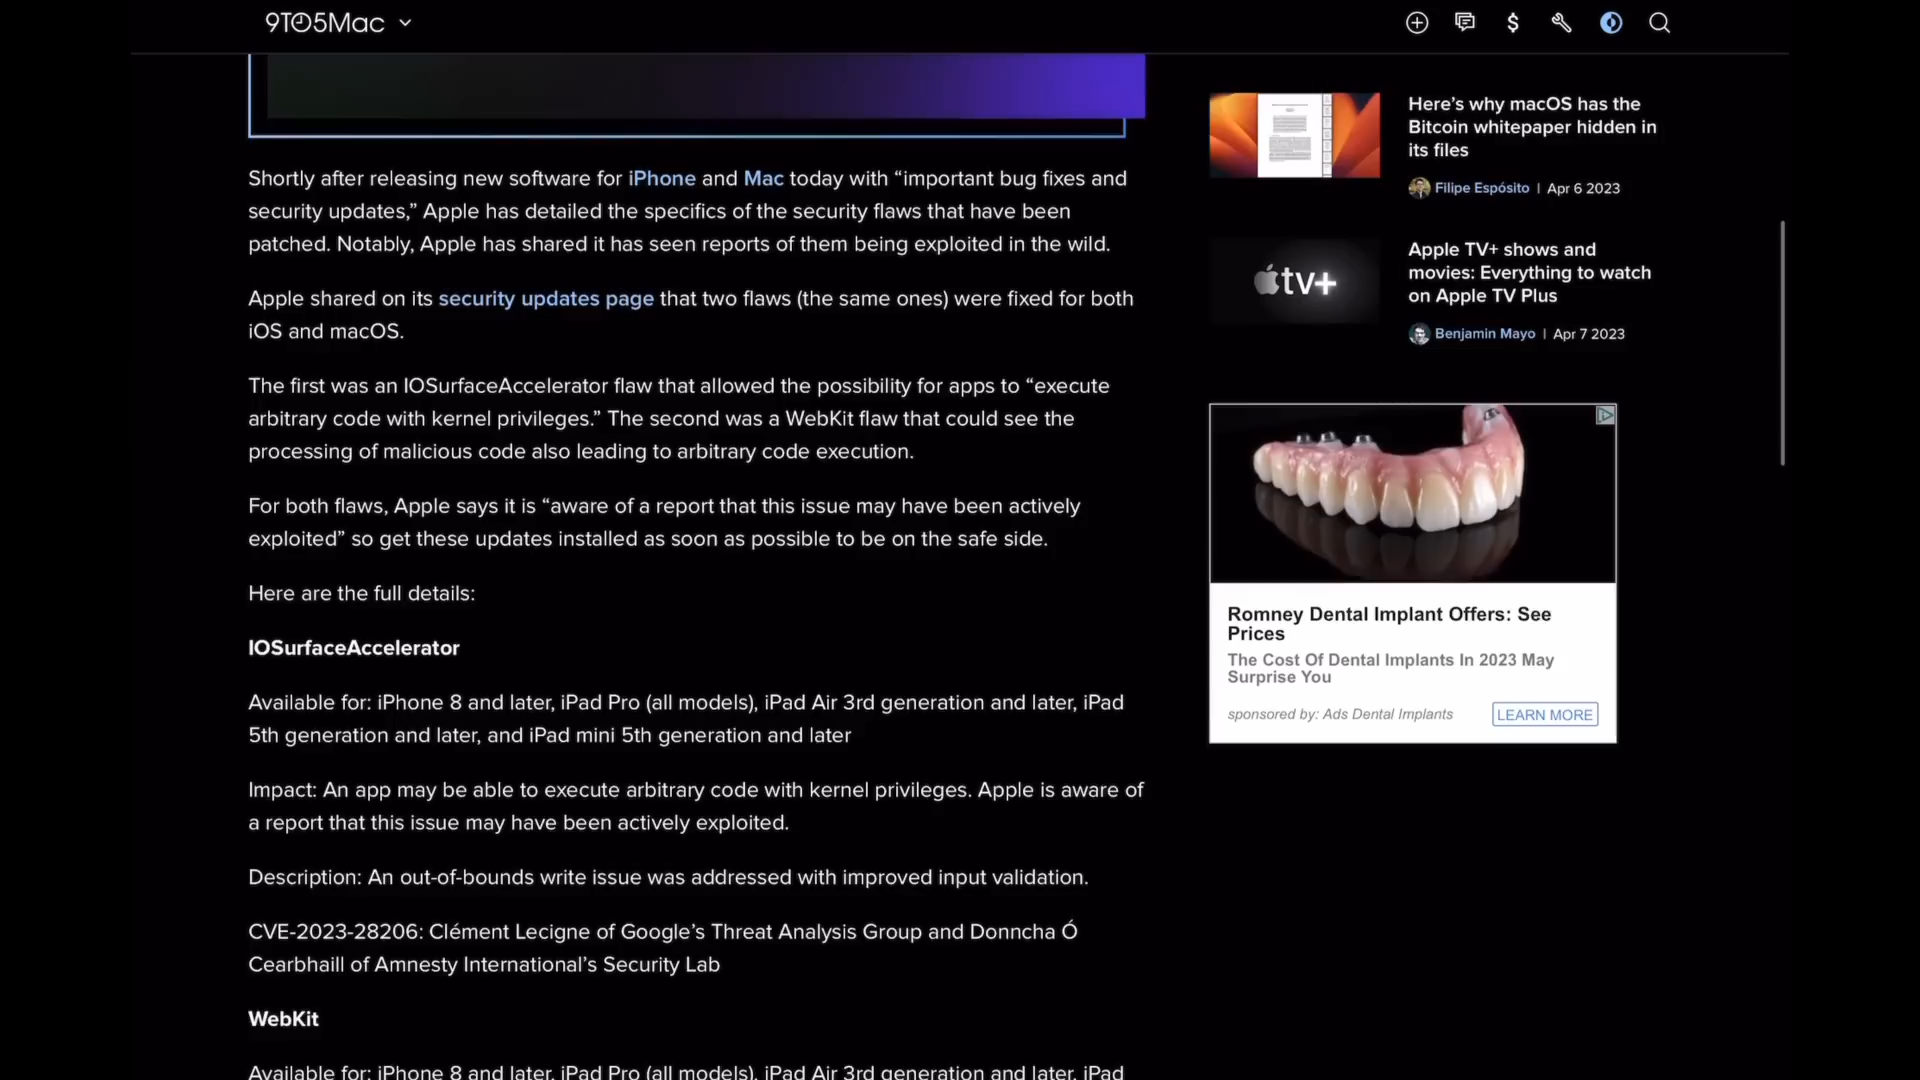 9TO5Mac
Shortly after releasing new software for iPhone and Mac today with “important bug fixes and
security updates,” Apple has detailed the specifics of the security flaws that have been
patched. Notably, Apple has shared it has seen reports of them being exploited in the wild.
Apple shared on its security updates page that two flaws (the same ones) were fixed for both
iOS and macOS.
The first was an IOSurfaceAccelerator flaw that allowed the possibility for apps to “execute
arbitrary code with kernel privileges.” The second was a WebKit flaw that could see the
processing of malicious code also leading to arbitrary code execution.
For both flaws, Apple says it is “aware of a report that this issue may have been actively
exploited” so get these updates installed as soon as possible to be on the safe side.
Here are the full details:
IOSurfaceAccelerator
Available for: iPhone 8 and later, iPad Pro (all models), iPad Air 3rd generation and later, iPad
5th generation and later, and iPad mini 5th generation and later
Impact: An app may be able to execute arbitrary code with kernel privileges. Apple is aware of
a report that this issue may have been actively exploited.
Description: An out-of-bounds write issue was addressed with improved input validation.
CVE-2023-28206: Clément Lecigne of Google’s Threat Analysis Group and Donncha Ó
Cearbhaill of Amnesty International’s Security Lab
WebKit
Available for: iPhone 8 and later, iPad Pro (all models), iPad Air 3rd generation and later, iPad
Here’s why macOS has the
Bitcoin whitepaper hidden in
its files
Filipe Espósito | Apr 6 2023
tv+
Apple TV+ shows and
movies: Everything to watch
on Apple TV Plus
Benjamin Mayo | Apr 7 2023
Romney Dental Implant Offers: See
Prices
The Cost Of Dental Implants In 2023 May
Surprise You
sponsored by: Ads Dental Implants
LEARN MORE